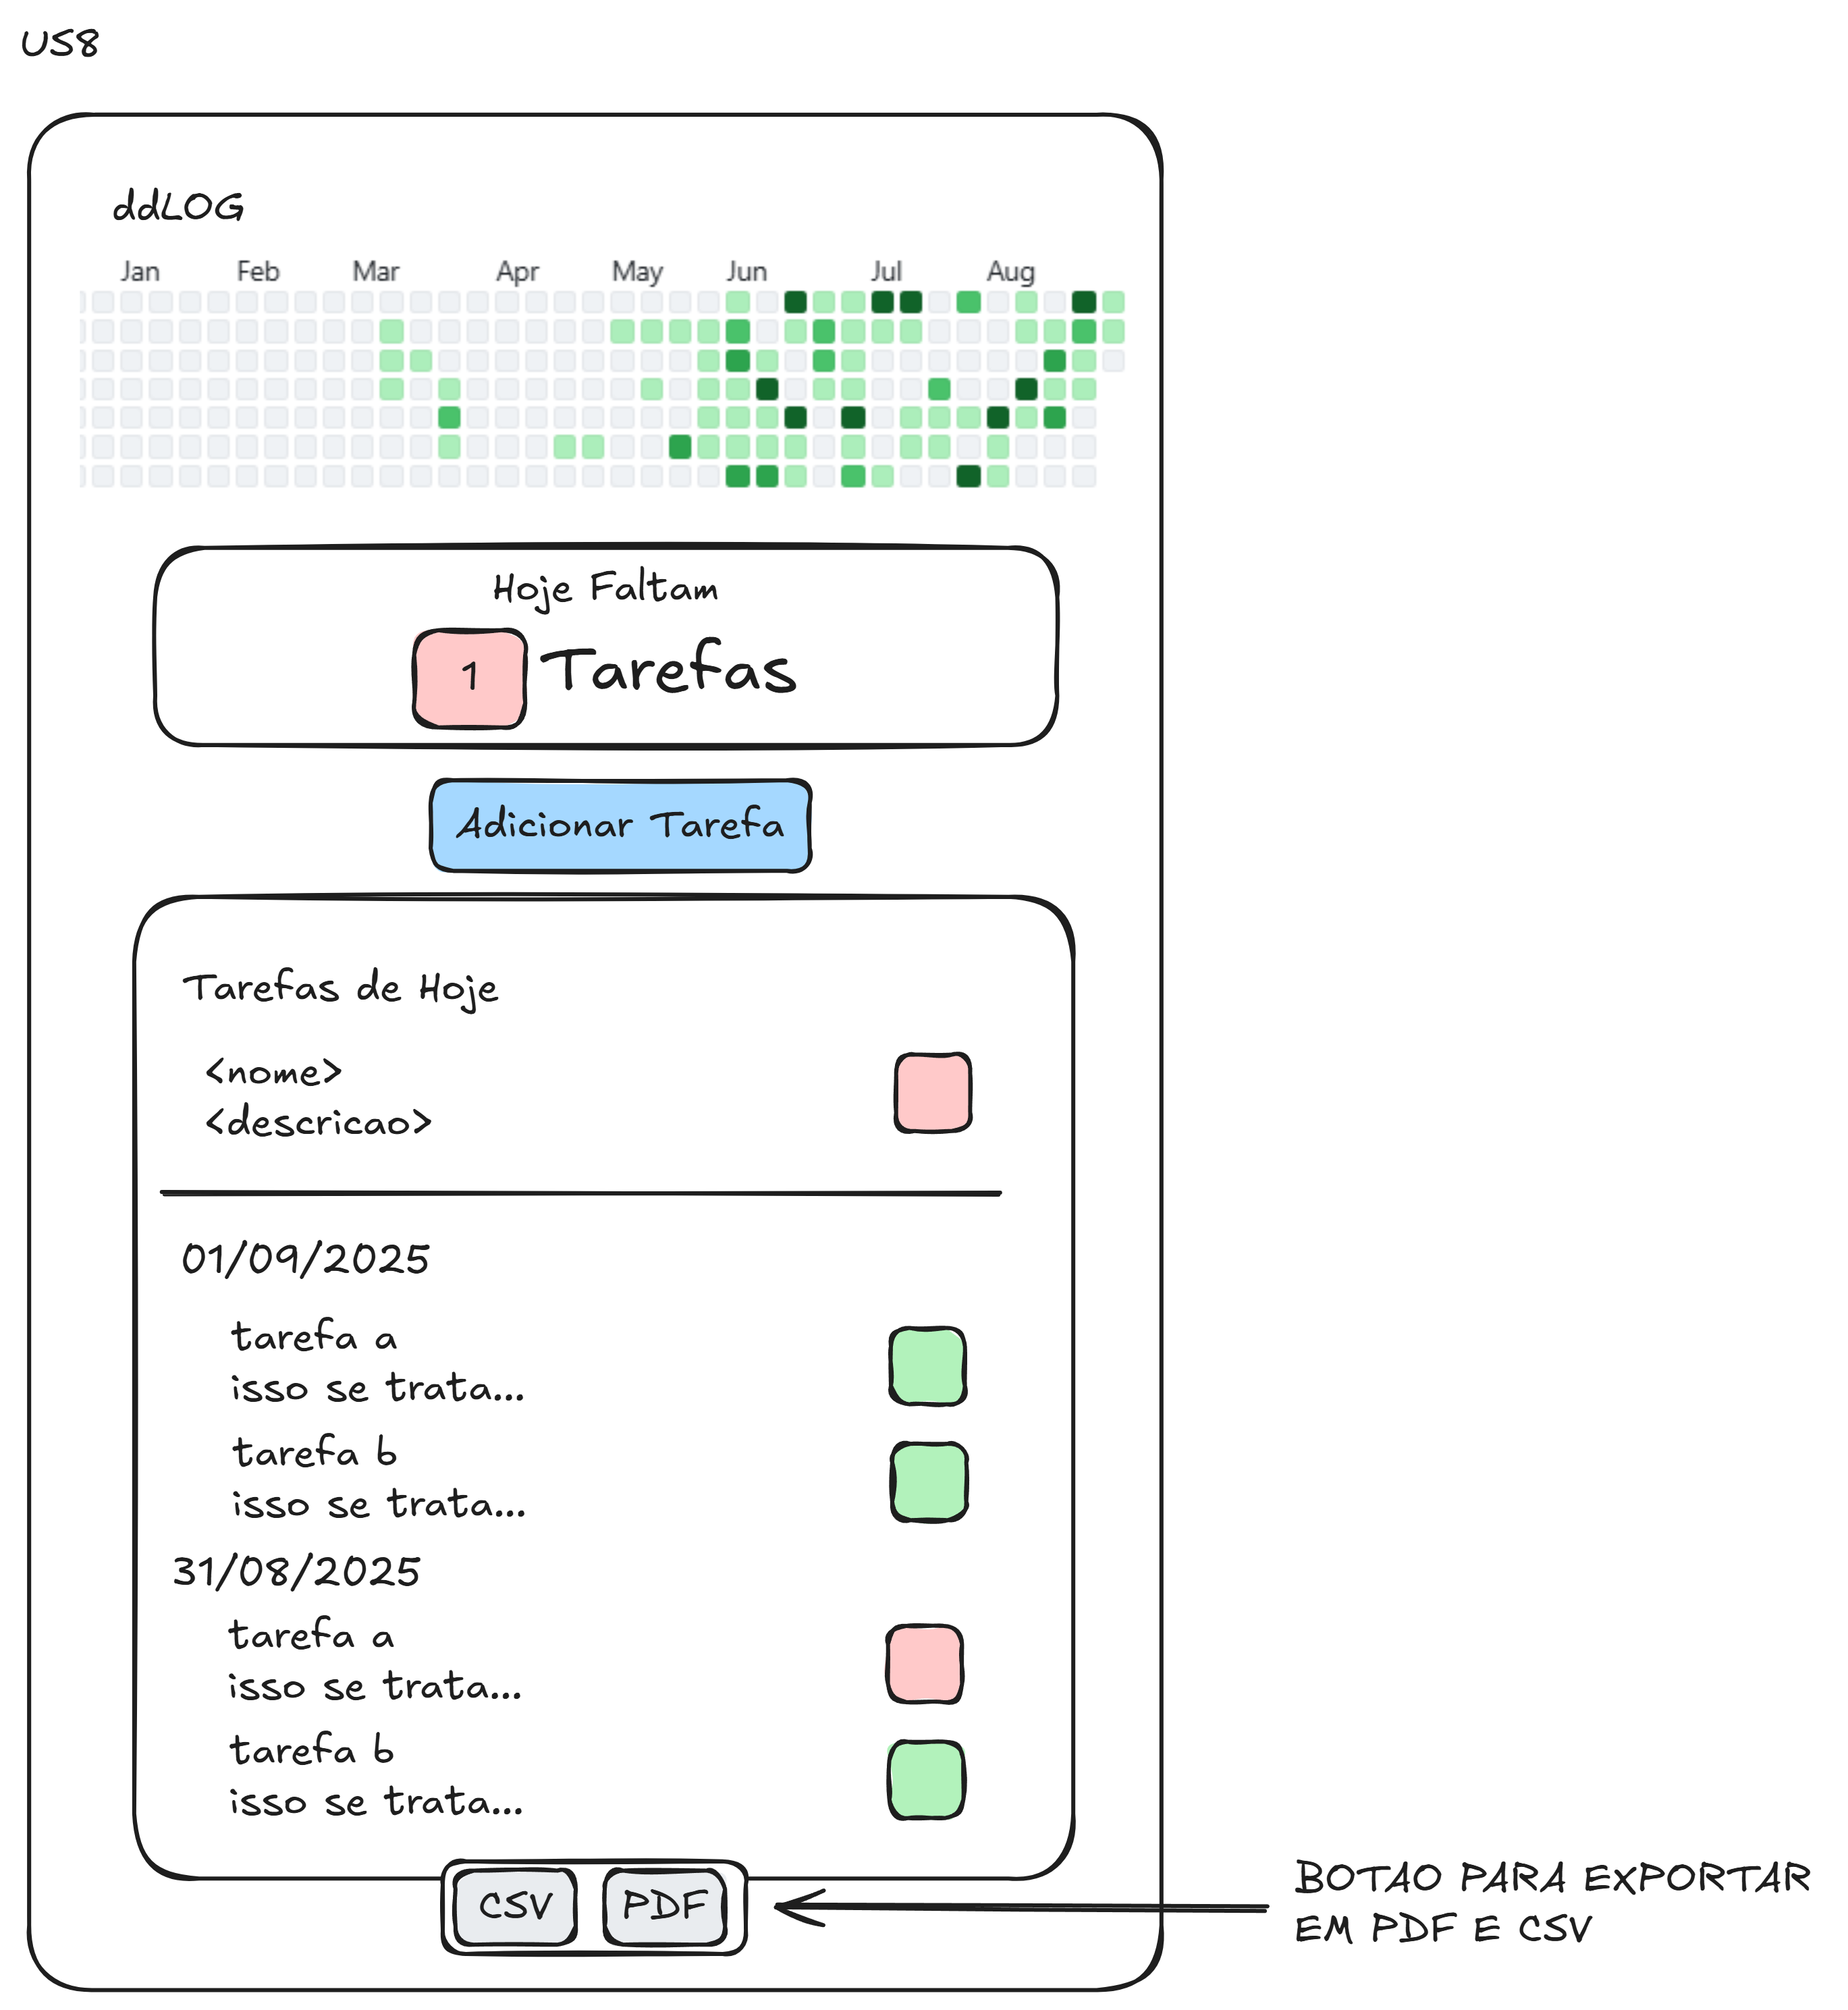 US8
ddLOG
Jan Feb Mar Apr May Jun Jul Aug
Hoje Faltam
1 Tarefas
Adicionar Tarefa
Tarefas de Hoje
<nome>
<descricao>
01/09/2025
tarefa a
isso se trata...
tarefa b
isso se trata...
31/08/2025
tarefa a
isso se trata...
tarefa b
isso se trata...
CSV PDF
BOTAO PARA EXPORTAR
EM PDF E CSV